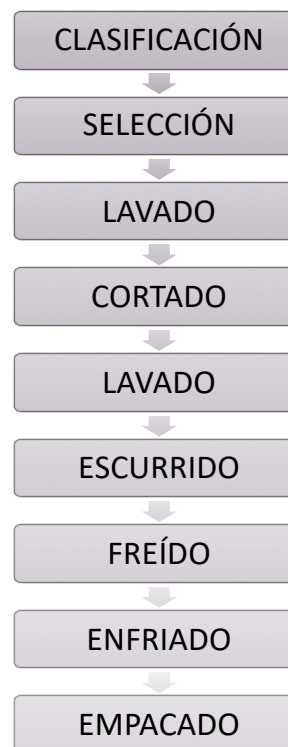 CLASIFICACIÓN
SELECCIÓN
LAVADO
CORTADO
LAVADO
ESCURRIDO
FREÍDO
ENFRIADO
EMPACADO